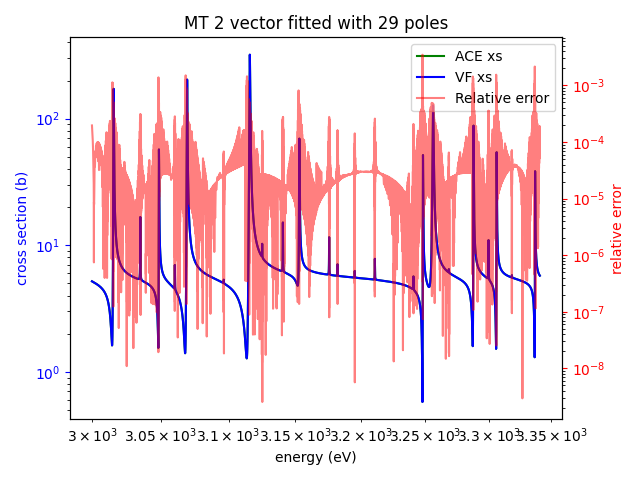 MT 2 vector fitted with 29 poles
ACE xs
VF xs
Relative error
cross section (b)
10²
10¹
10⁰
10⁻³
10⁻⁴
10⁻⁵
10⁻⁶
10⁻⁷
10⁻⁸
relative error
3 × 10³ 3.05 × 10³ 3.1 × 10³ 3.15 × 10³ 3.2 × 10³ 3.25 × 10³ 3.3 × 10³ 3.35 × 10³
energy (eV)